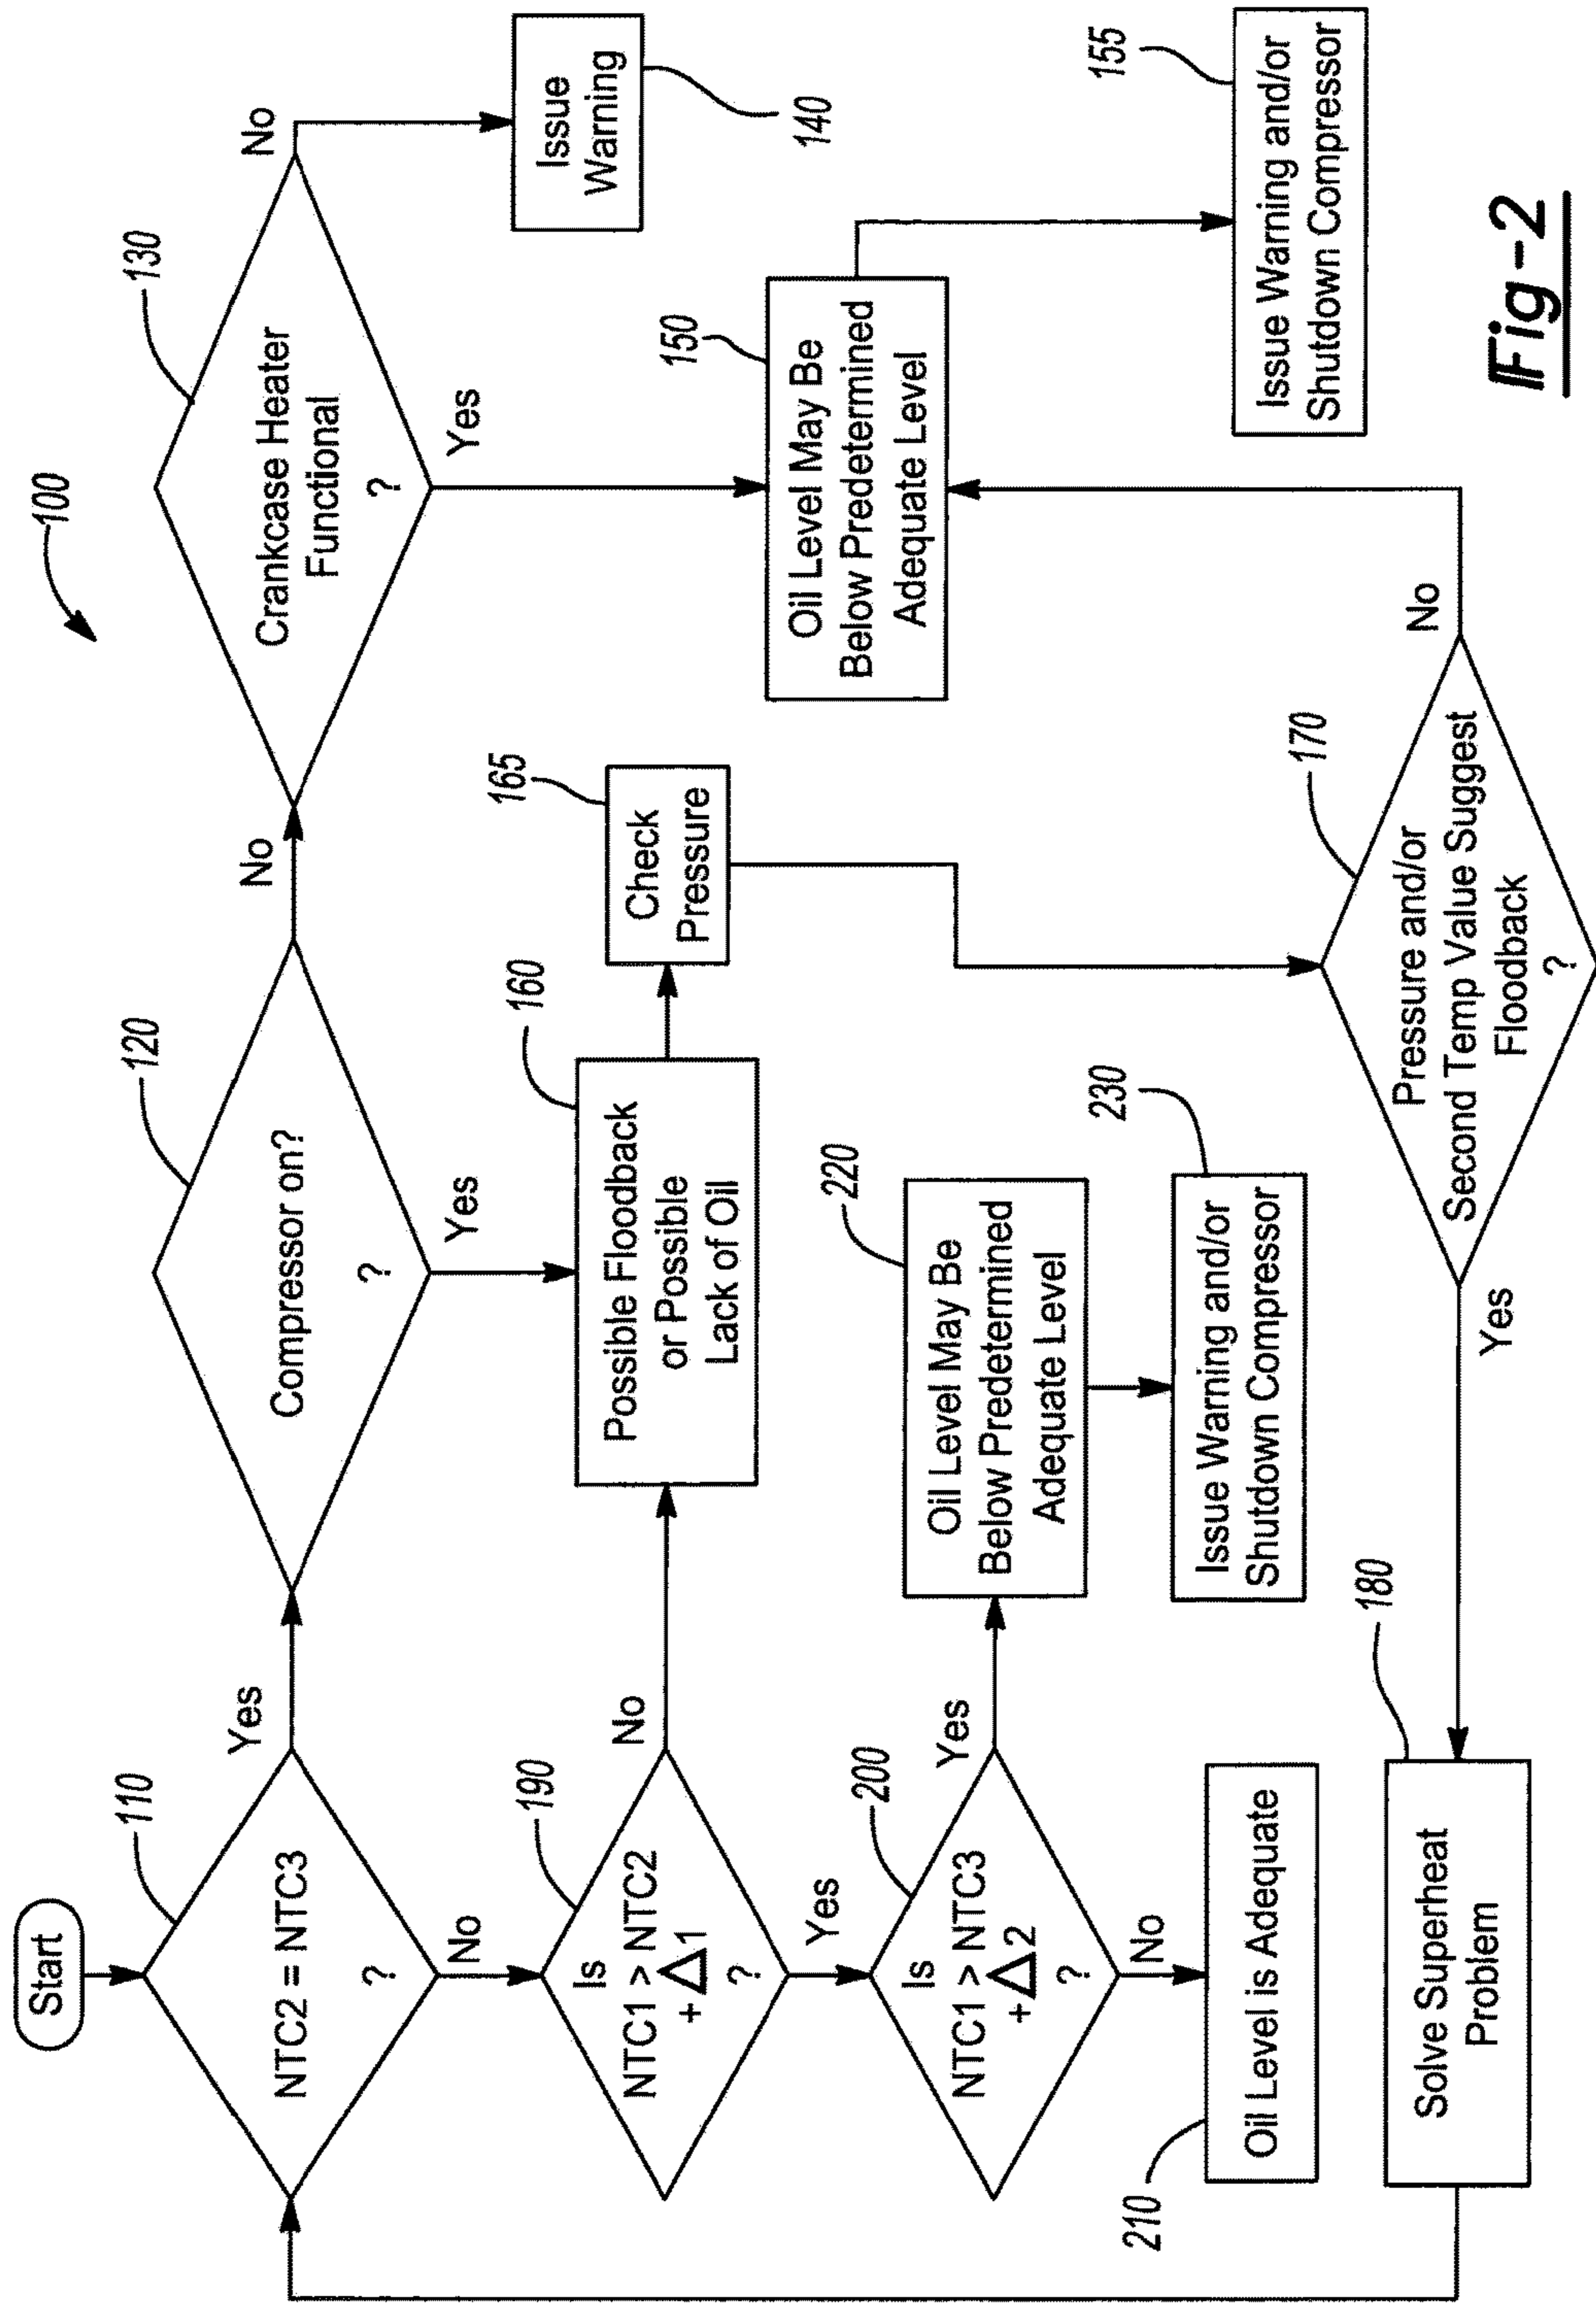 100
Start
110
NTC2 = NTC3
?
Yes
No
120
Compressor on?
?
No
Yes
130
Crankcase Heater
Functional
?
No
Yes
Issue
Warning
140
190
Is
NTC1 > NTC2
+ △1
?
No
Yes
160
Possible Floodback
or Possible
Lack of Oil
165
Check
Pressure
150
Oil Level May Be
Below Predetermined
Adequate Level
155
Issue Warning and/or
Shutdown Compressor
200
Is
NTC1 > NTC3
+ △2
?
Yes
No
220
Oil Level May Be
Below Predetermined
Adequate Level
230
Issue Warning and/or
Shutdown Compressor
210
Oil Level is Adequate
170
Pressure and/or
Second Temp Value Suggest
Floodback
?
No
Yes
180
Solve Superheat
Problem
Fig-2